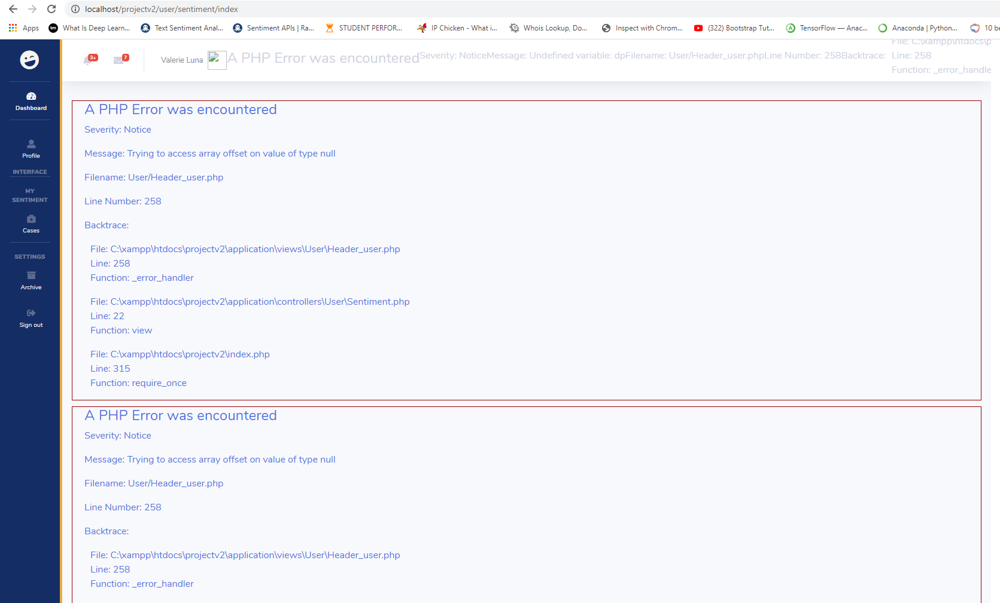 localhost/projectv2/user/sentiment/index
Apps
What Is Deep Learn...
Text Sentiment Anal...
Sentiment APIs | Ra...
STUDENT PERFOR...
IP Chicken - What i...
Whois Lookup, Do...
Inspect with Chrom...
(322) Bootstrap Tut...
TensorFlow — Anac...
Anaconda | Python...
10 be
3+
7
Valerie Luna
A PHP Error was encountered
Severity: NoticeMessage: Undefined variable: dpFilename: User/Header_user.phpLine Number: 258Backtrace:
File: C:\xampp\htdocs\p
Line: 258
Function: _error_handle
Dashboard
Profile
INTERFACE
MY
SENTIMENT
Cases
SETTINGS
Archive
Sign out
A PHP Error was encountered
Severity: Notice
Message: Trying to access array offset on value of type null
Filename: User/Header_user.php
Line Number: 258
Backtrace:
File: C:\xampp\htdocs\projectv2\application\views\User\Header_user.php
Line: 258
Function: _error_handler
File: C:\xampp\htdocs\projectv2\application\controllers\User\Sentiment.php
Line: 22
Function: view
File: C:\xampp\htdocs\projectv2\index.php
Line: 315
Function: require_once
A PHP Error was encountered
Severity: Notice
Message: Trying to access array offset on value of type null
Filename: User/Header_user.php
Line Number: 258
Backtrace:
File: C:\xampp\htdocs\projectv2\application\views\User\Header_user.php
Line: 258
Function: _error_handler